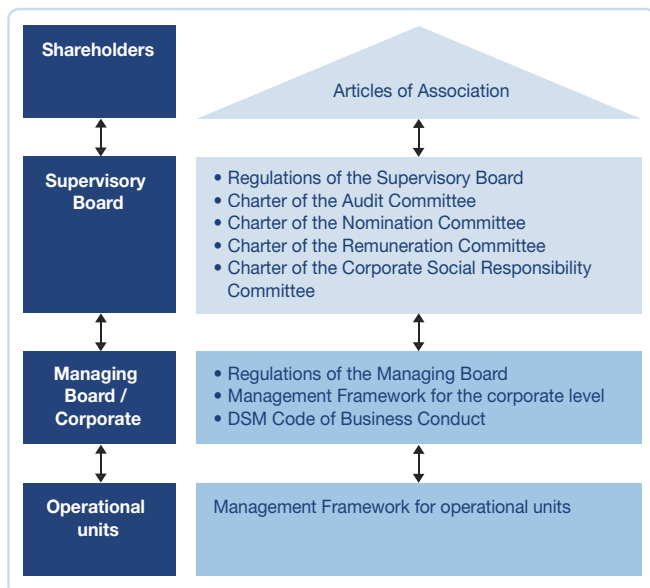 Shareholders
Articles of Association
Supervisory
Board
• Regulations of the Supervisory Board
• Charter of the Audit Committee
• Charter of the Nomination Committee
• Charter of the Remuneration Committee
• Charter of the Corporate Social Responsibility
Committee
Managing
Board /
Corporate
• Regulations of the Managing Board
• Management Framework for the corporate level
• DSM Code of Business Conduct
Operational
units
Management Framework for operational units